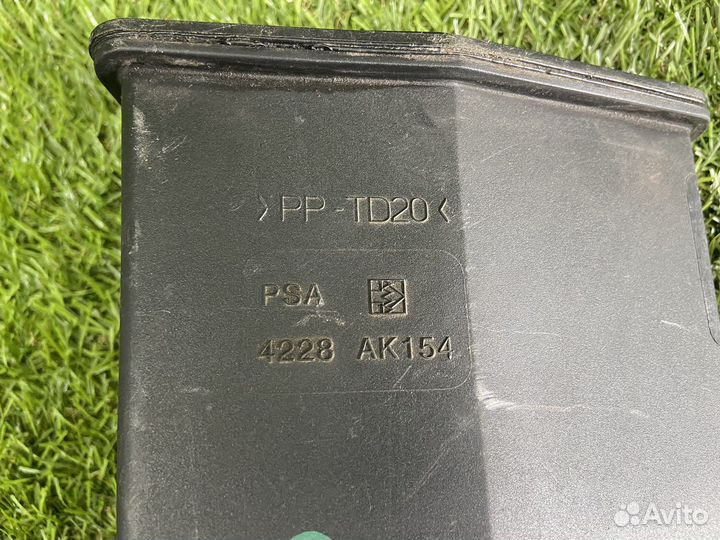 >PP-TD20<
PSA
4228 AK154
Avito